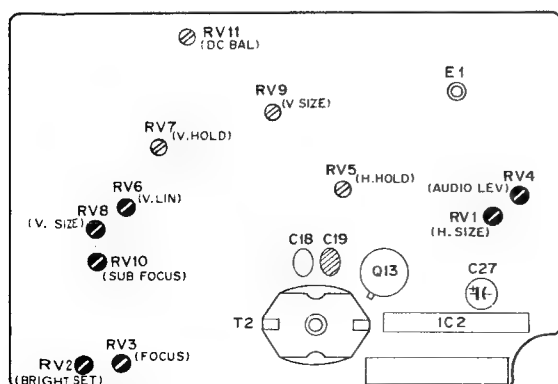 RV11
(DC BAL)
E1
RV9
(V SIZE)
RV7
(V.HOLD)
RV5
(H.HOLD)
RV4
(AUDIO LEV)
RV6
(V.LIN)
RV8
(V. SIZE)
RV1
(H. SIZE)
RV10
(SUB FOCUS)
C18
C19
Q13
C27
+
T2
IC2
RV3
(FOCUS)
RV2
(BRIGHT SET)